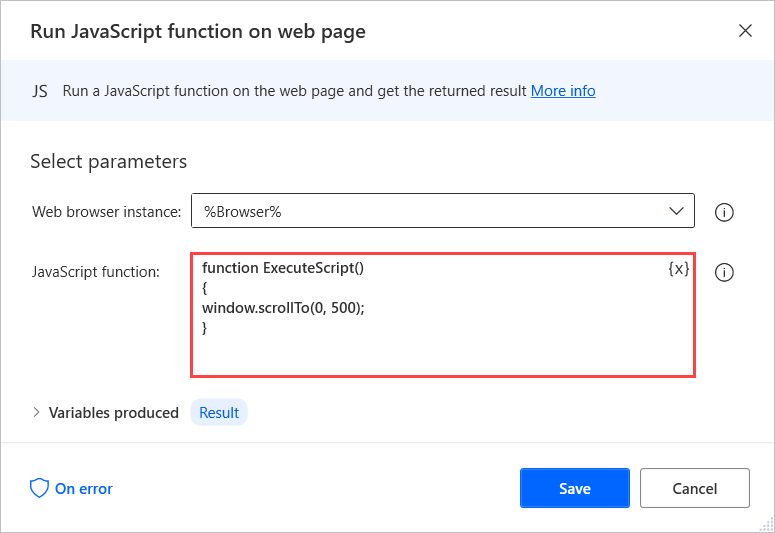 Run JavaScript function on web page
JS Run a JavaScript function on the web page and get the returned result More info
Select parameters
Web browser instance: %Browser%
JavaScript function: function ExecuteScript() {x}
{
window.scrollTo(0, 500);
}
Variables produced Result
On error Save Cancel